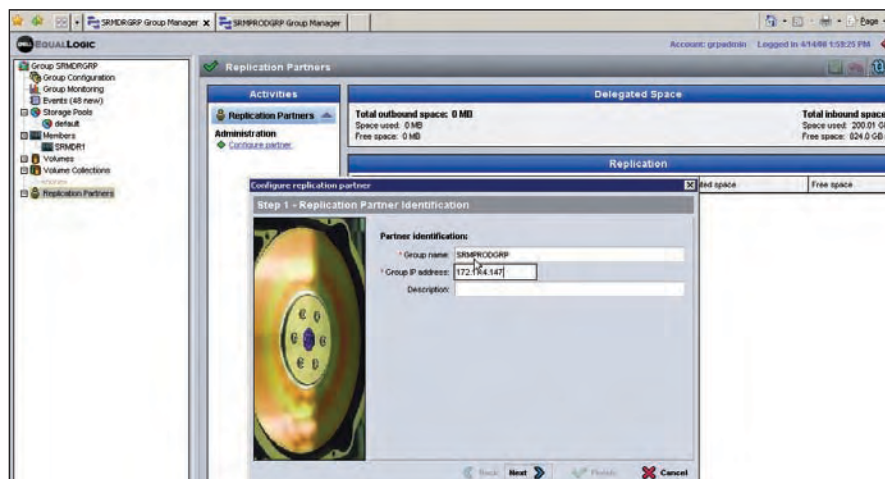 SRMDRGRP Group Manager
SRMPRODGRP Group Manager
Page
DELL EQUALLOGIC
Account: grpadmin Logged in 4/14/08 1:59:25 PM
Group SRMDRGRP
Group Configuration
Group Monitoring
Events (48 new)
Storage Pools
default
Members
SRMDR1
Volumes
Volume Collections
Replication Partners
Replication Partners
Activities
Replication Partners
Administration
Configure partner
Delegated Space
Total outbound space: 0 MB
Space used: 0 MB
Free space: 0 MB
Total inbound space
Space used: 200.01 G
Free space: 824.0 GB
Replication
ted space
Free space
Configure replication partner
Step 1 - Replication Partner Identification
Partner identification:
* Group name: SRMPRODGRP
* Group IP address:
Description:
Back
Next
Finish
Cancel